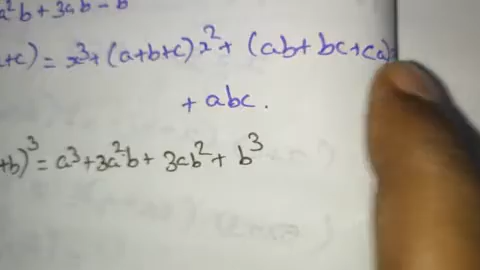 a²b + 3ab - b
+c) = x³ + (a+b+c)x² + (ab+bc+ca)
+ abc.
+b)³ = a³ + 3a²b + 3ab² + b³